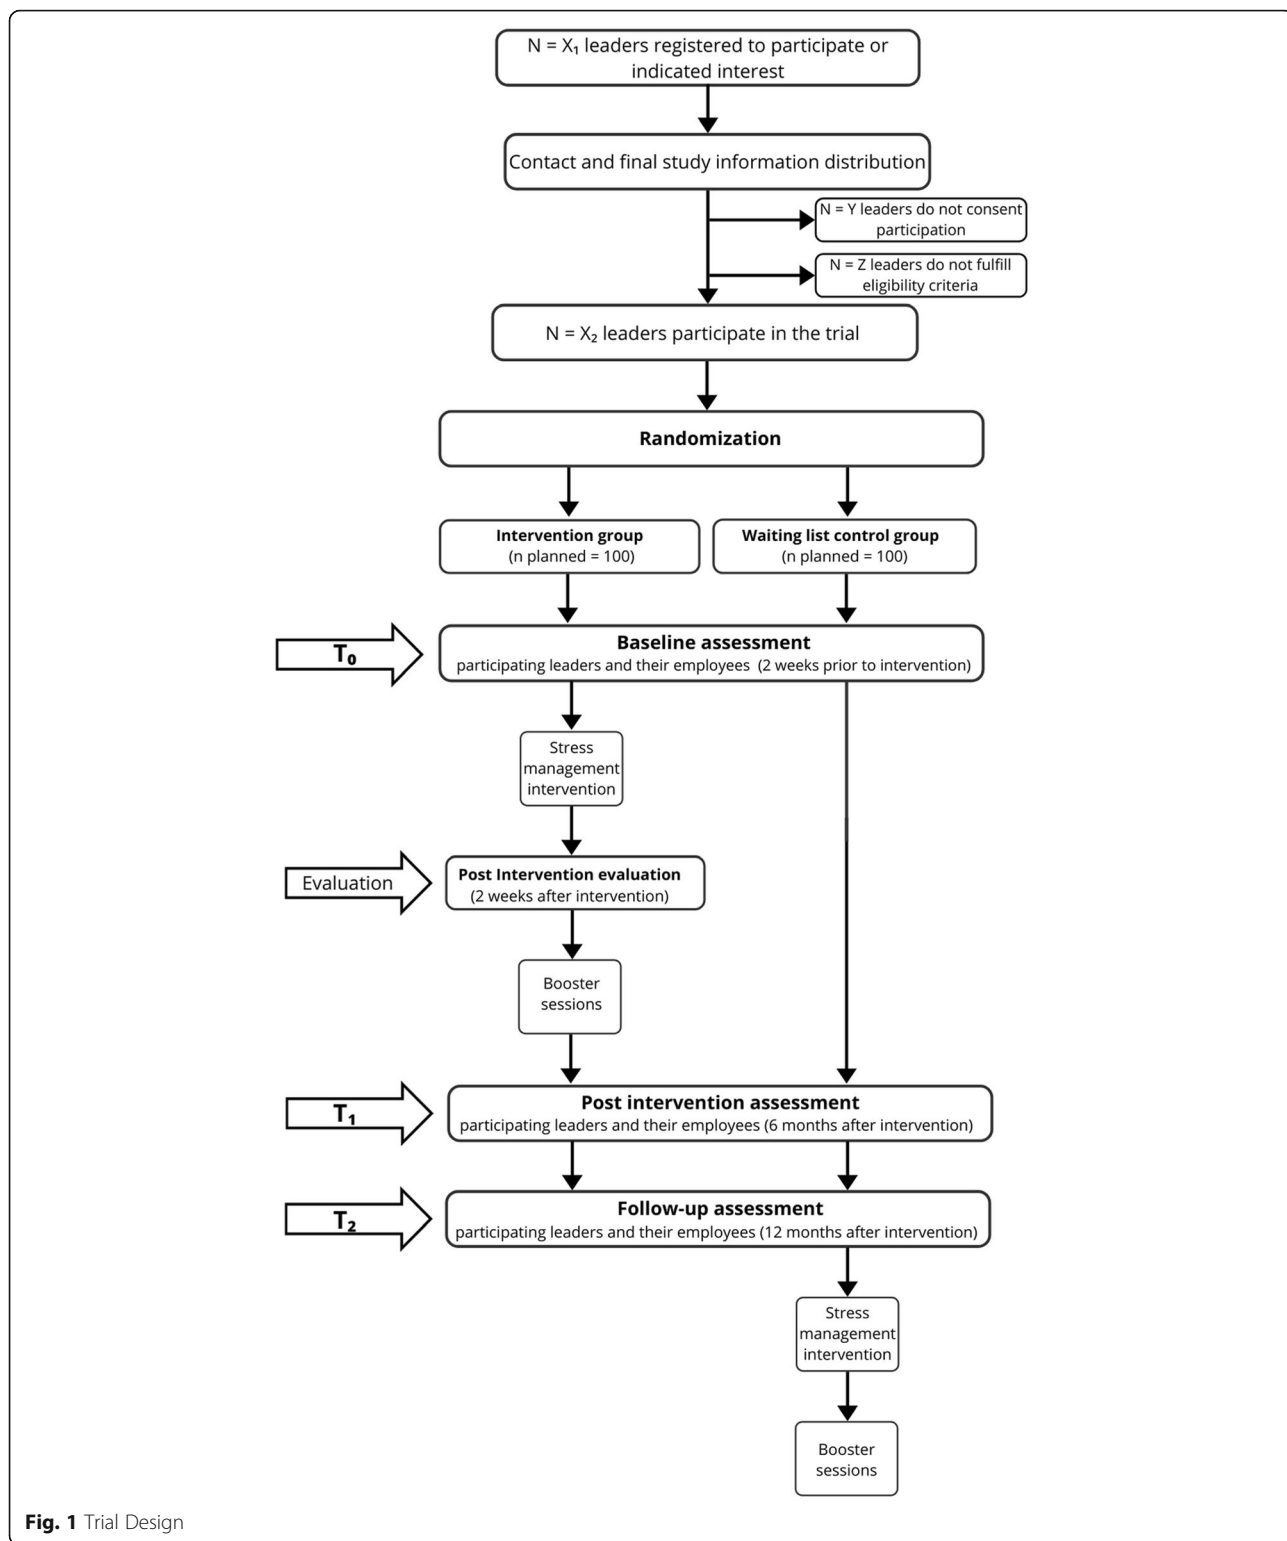 N = X₁ leaders registered to participate or
indicated interest
Contact and final study information distribution
N = Y leaders do not consent
participation
N = Z leaders do not fulfill
eligibility criteria
N = X₂ leaders participate in the trial
Randomization
Intervention group
(n planned = 100)
Waiting list control group
(n planned = 100)
T₀
Baseline assessment
participating leaders and their employees (2 weeks prior to intervention)
Stress
management
intervention
Evaluation
Post Intervention evaluation
(2 weeks after intervention)
Booster
sessions
T₁
Post intervention assessment
participating leaders and their employees (6 months after intervention)
T₂
Follow-up assessment
participating leaders and their employees (12 months after intervention)
Stress
management
intervention
Booster
sessions
Fig. 1 Trial Design